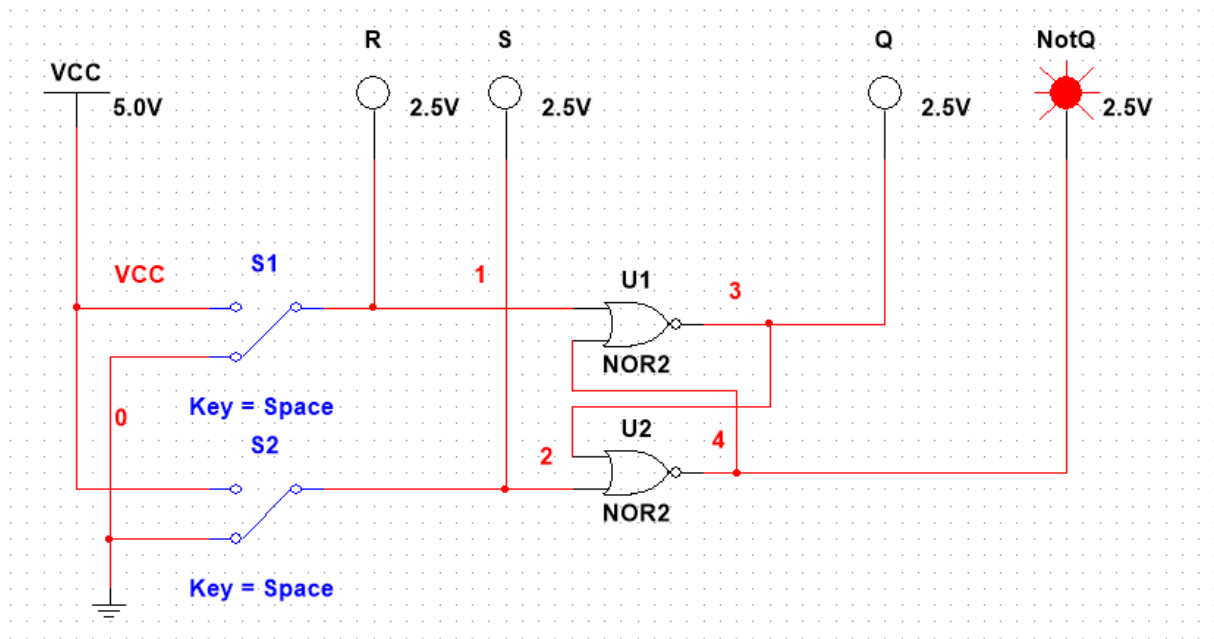 R
S
Q
NotQ
VCC
5.0V
2.5V
2.5V
2.5V
2.5V
VCC
S1
1
U1
3
NOR2
Key = Space
0
S2
2
U2
4
NOR2
Key = Space